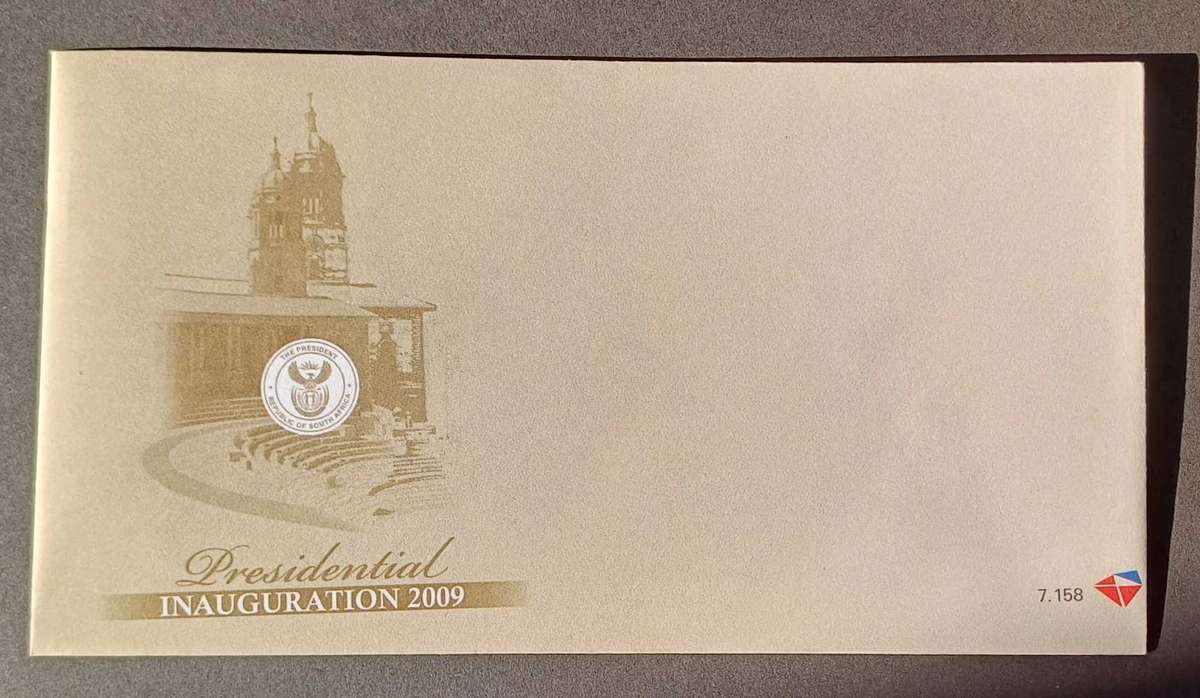 THE PRESIDENT
REPUBLIC OF SOUTH AFRICA
Presidential
INAUGURATION 2009
7.158